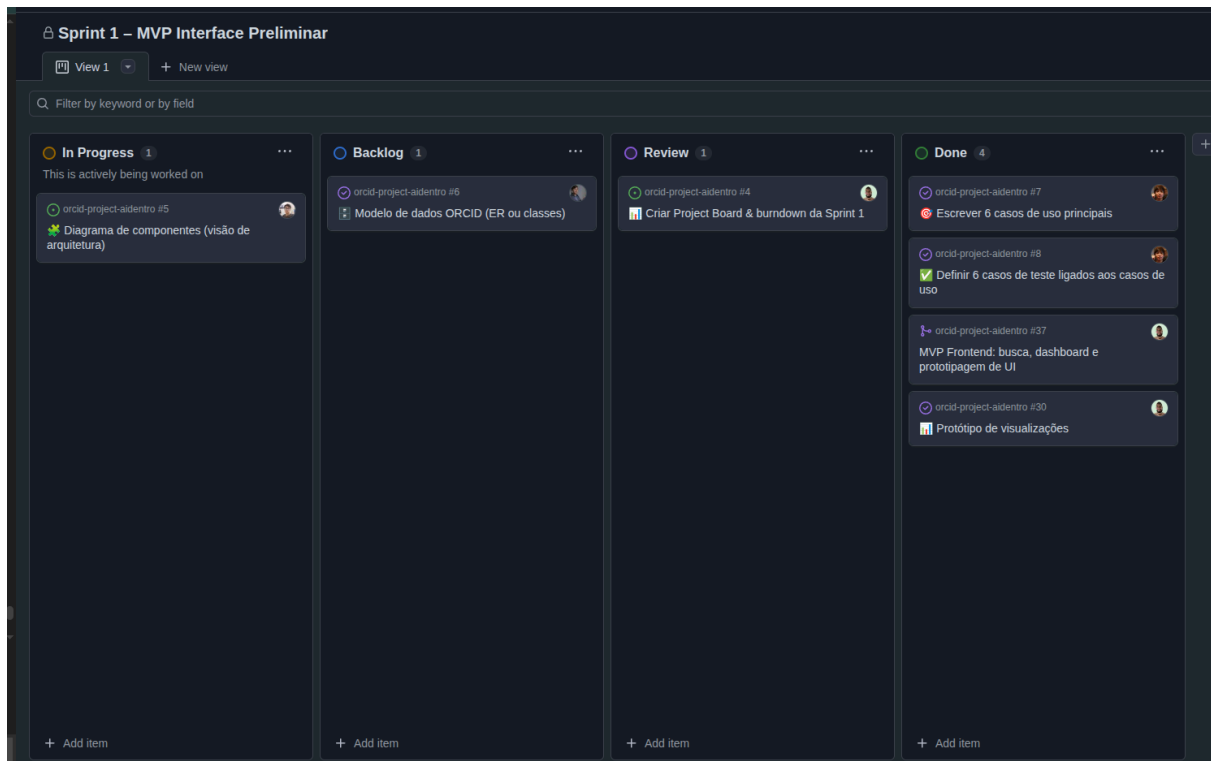 Sprint 1 – MVP Interface Preliminar
View 1
New view
Filter by keyword or by field
In Progress 1
This is actively being worked on
orcid-project-aidentro #5
🧩 Diagrama de componentes (visão de
arquitetura)
Add item
Backlog 1
orcid-project-aidentro #6
🗄️ Modelo de dados ORCID (ER ou classes)
Add item
Review 1
orcid-project-aidentro #4
📊 Criar Project Board & burndown da Sprint 1
Add item
Done 4
orcid-project-aidentro #7
🎯 Escrever 6 casos de uso principais
orcid-project-aidentro #8
✅ Definir 6 casos de teste ligados aos casos de
uso
orcid-project-aidentro #37
MVP Frontend: busca, dashboard e
prototipagem de UI
orcid-project-aidentro #30
📊 Protótipo de visualizações
Add item